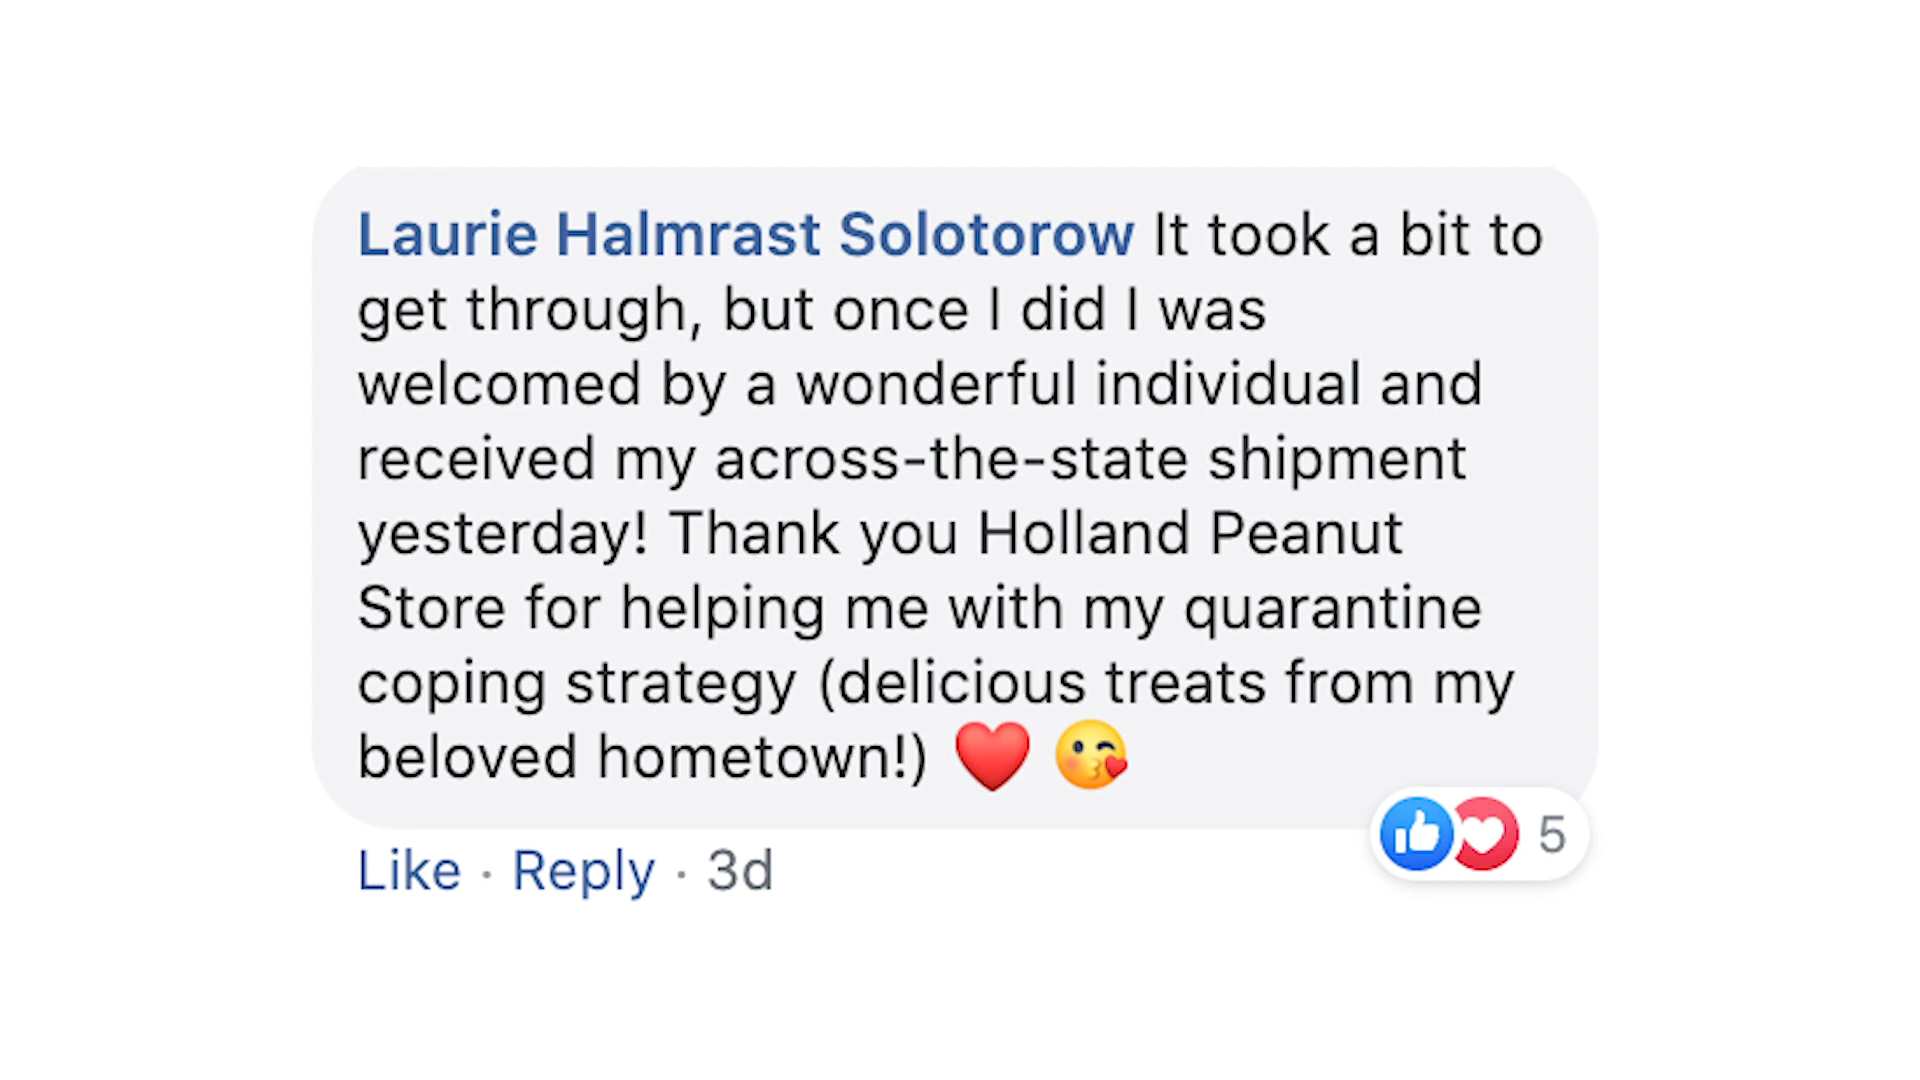 Laurie Halmrast Solotorow It took a bit to
get through, but once I did I was
welcomed by a wonderful individual and
received my across-the-state shipment
yesterday! Thank you Holland Peanut
Store for helping me with my quarantine
coping strategy (delicious treats from my
beloved hometown!) ❤️ 😘
5
Like · Reply · 3d